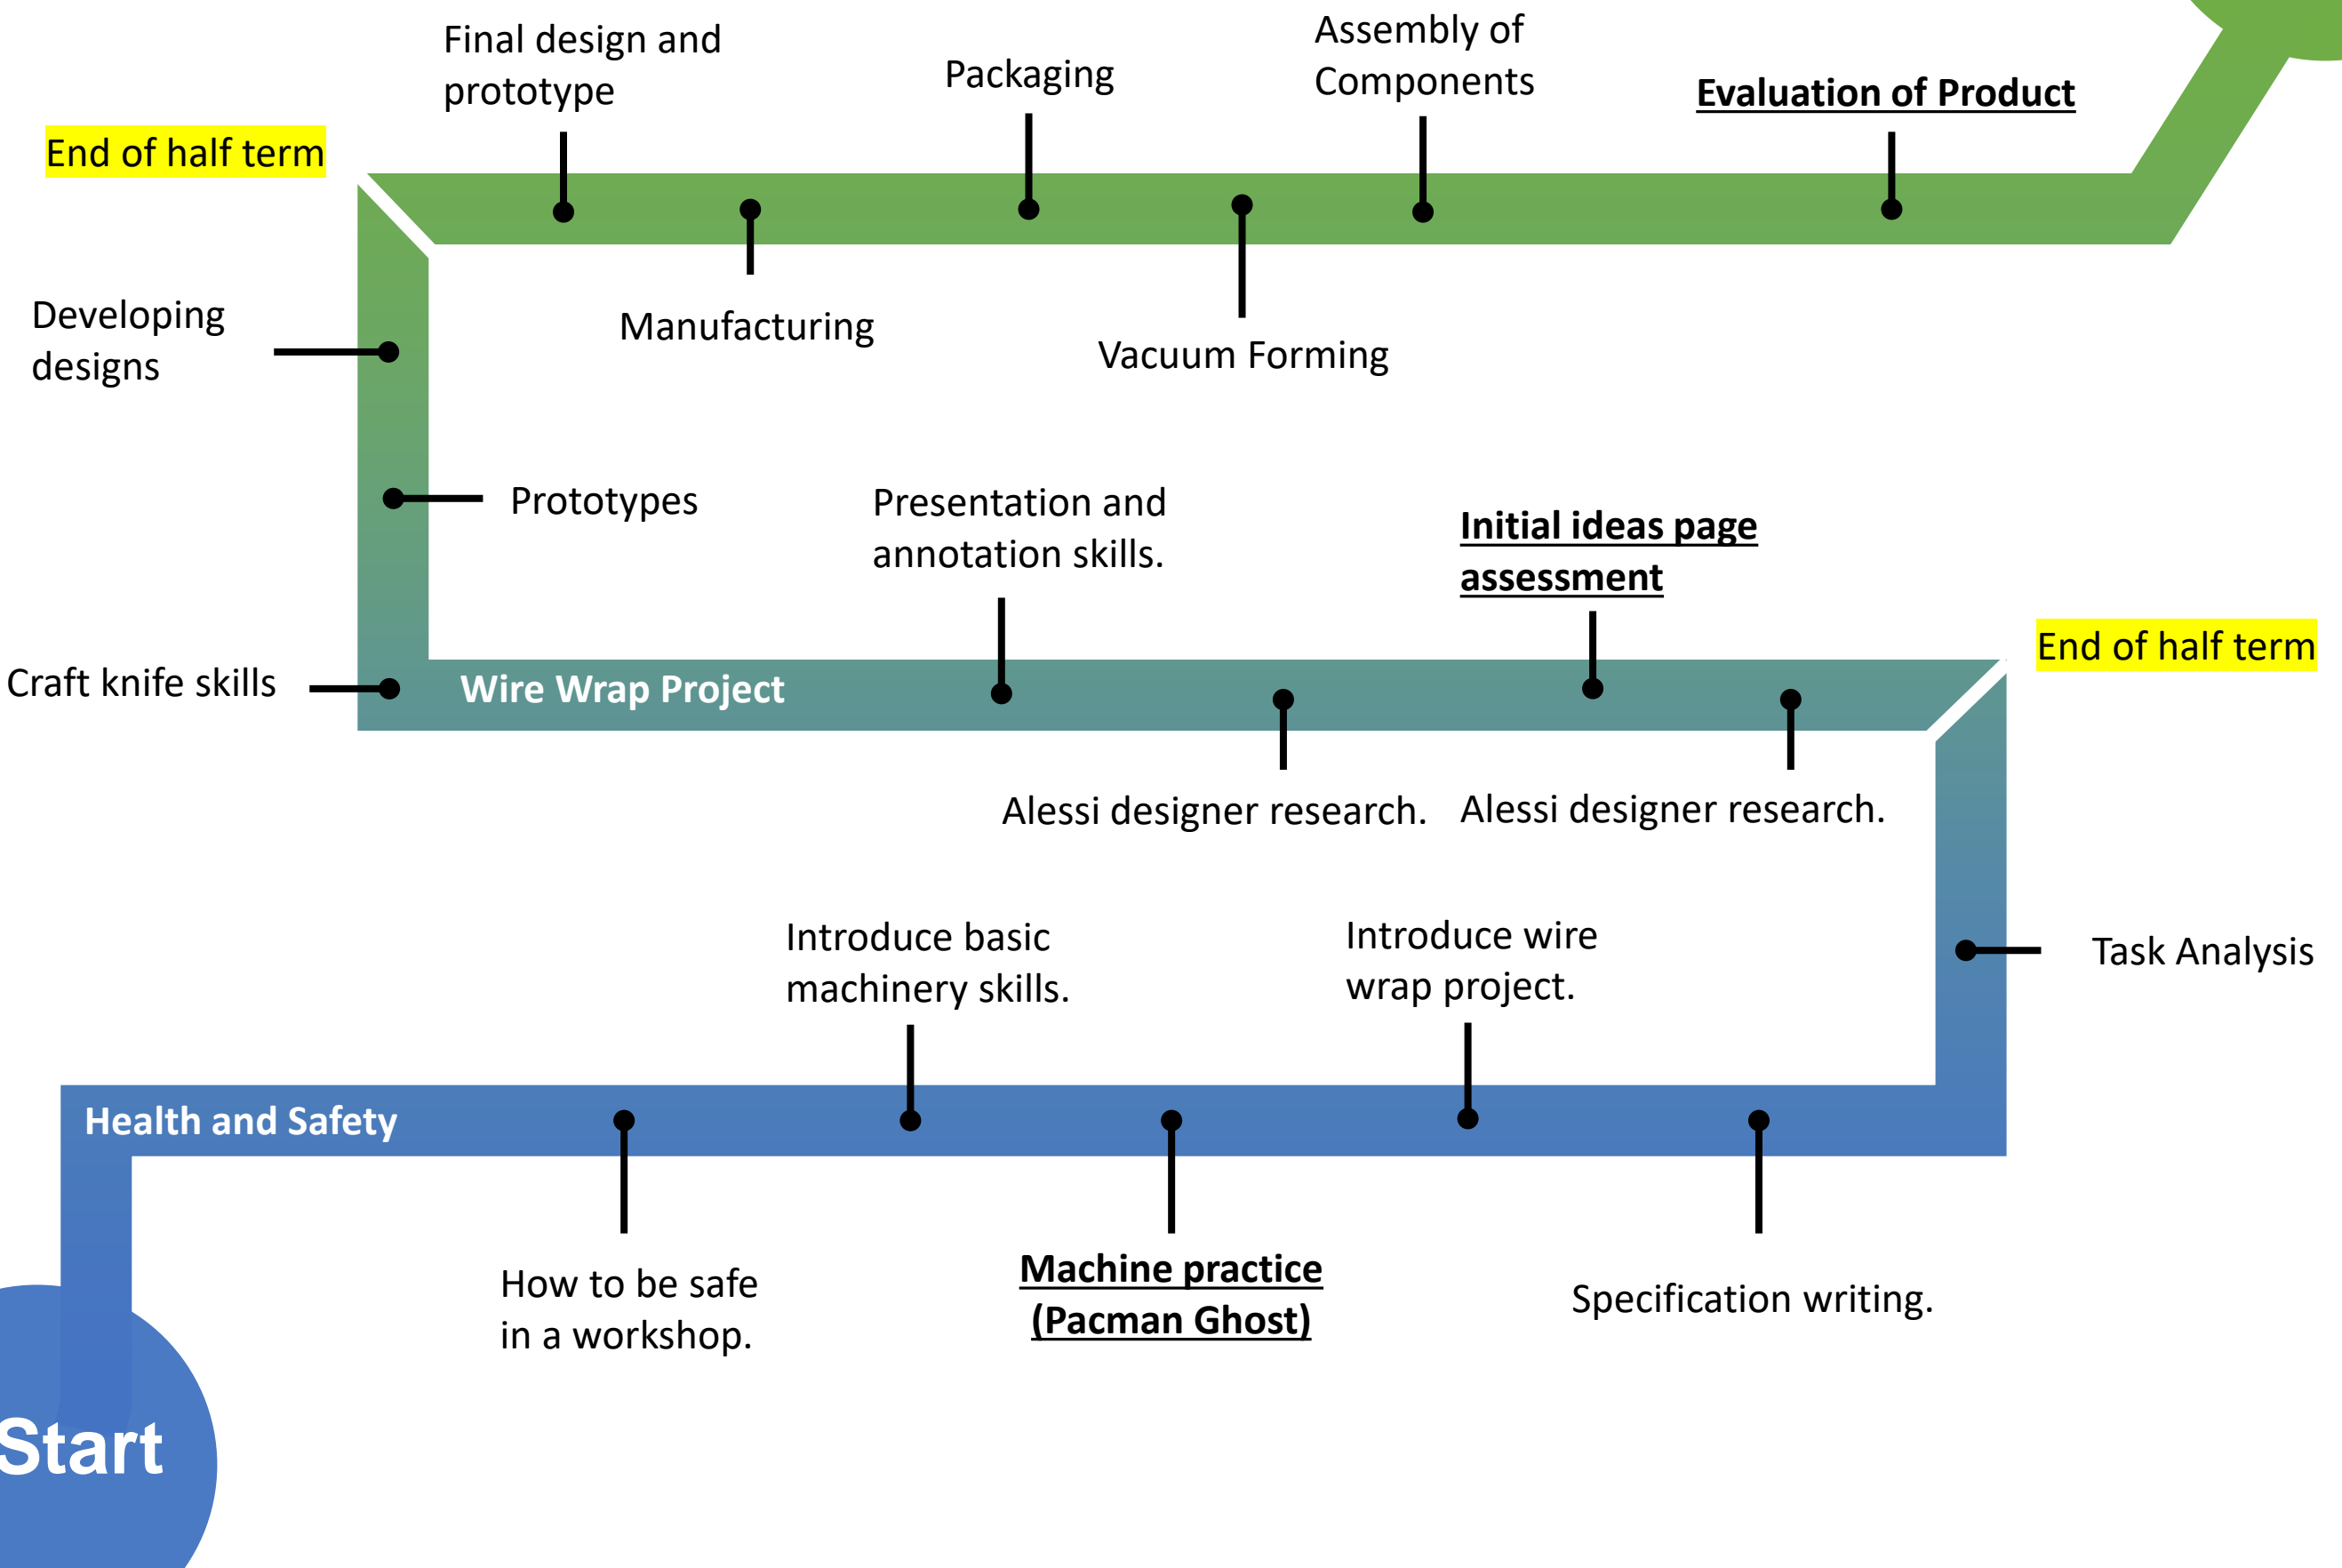 Final design and
prototype
Packaging
Assembly of
Components
Evaluation of Product
End of half term
Manufacturing
Vacuum Forming
Developing
designs
Prototypes
Presentation and
annotation skills.
Initial ideas page
assessment
End of half term
Craft knife skills
Wire Wrap Project
Alessi designer research.
Alessi designer research.
Introduce basic
machinery skills.
Introduce wire
wrap project.
Task Analysis
Health and Safety
How to be safe
in a workshop.
Machine practice
(Pacman Ghost)
Specification writing.
Start